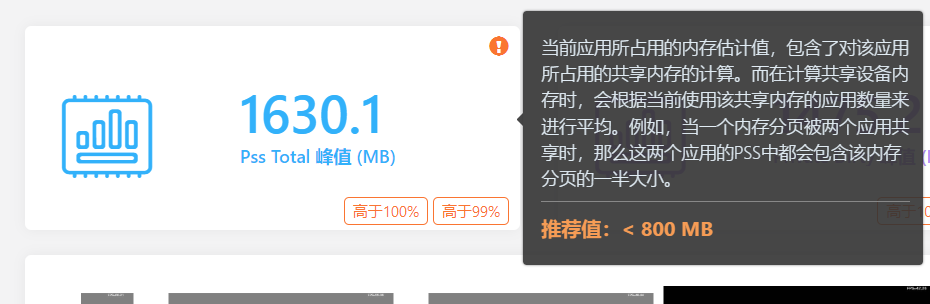 1630.1
Pss Total 峰值 (MB)
高于100%
高于99%
当前应用所占用的内存估计值，包含了对该应用
所占用的共享内存的计算。而在计算共享设备内
存时，会根据当前使用该共享内存的应用数量来
进行平均。例如，当一个内存分页被两个应用共
享时，那么这两个应用的PSS中都会包含该内存
分页的一半大小。
推荐值：< 800 MB